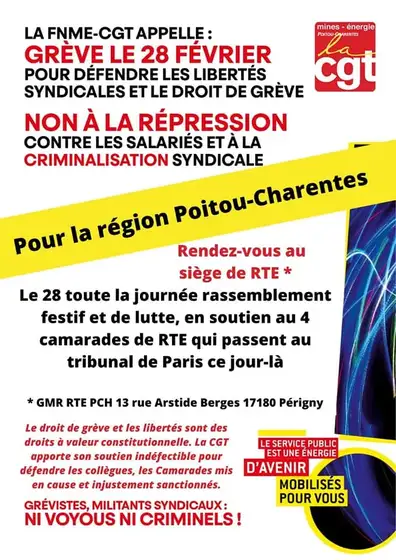 LA FNME-CGT APPELLE :
GRÈVE LE 28 FÉVRIER
POUR DÉFENDRE LES LIBERTÉS
SYNDICALES ET LE DROIT DE GRÈVE
mines - énergie
Poitou-Charentes
la
cgt
NON À LA RÉPRESSION
CONTRE LES SALARIÉS ET À LA
CRIMINALISATION SYNDICALE
Pour la région Poitou-Charentes
Rendez-vous au
siège de RTE *
Le 28 toute la journée rassemblement
festif et de lutte, en soutien au 4
camarades de RTE qui passent au
tribunal de Paris ce jour-là
* GMR RTE PCH 13 rue Arstide Berges 17180 Périgny
Le droit de grève et les libertés sont des
droits à valeur constitutionnelle. La CGT
apporte son soutien indéfectible pour
défendre les collègues, les Camarades mis
en cause et injustement sanctionnés.
GRÉVISTES, MILITANTS SYNDICAUX :
NI VOYOUS NI CRIMINELS !
LE SERVICE PUBLIC
EST UNE ÉNERGIE
D'AVENIR
MOBILISÉS
POUR VOUS